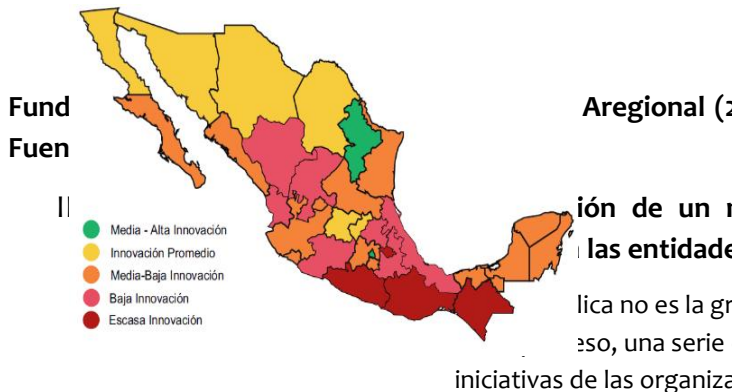 Fund Aregional (2
Fuen
ión de un
las entidade
Media - Alta Innovación
Innovación Promedio
Media-Baja Innovación
Baja Innovación
Escasa Innovación
lica no es la gr
eso, una serie
iniciativas de las organiza